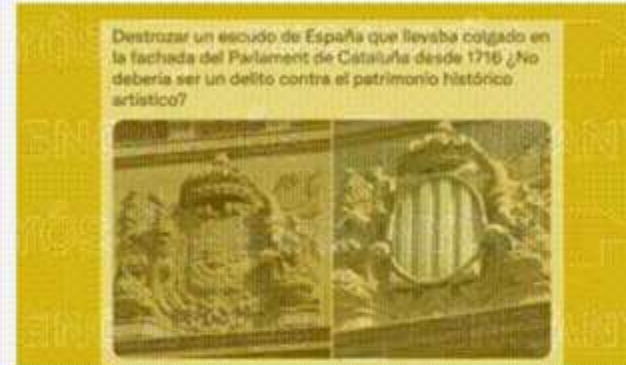 Destrozar un escudo de España que llevaba colgado en
la fachada del Parlament de Cataluña desde 1716 ¿No
debería ser un delito contra el patrimonio histórico
artístico?